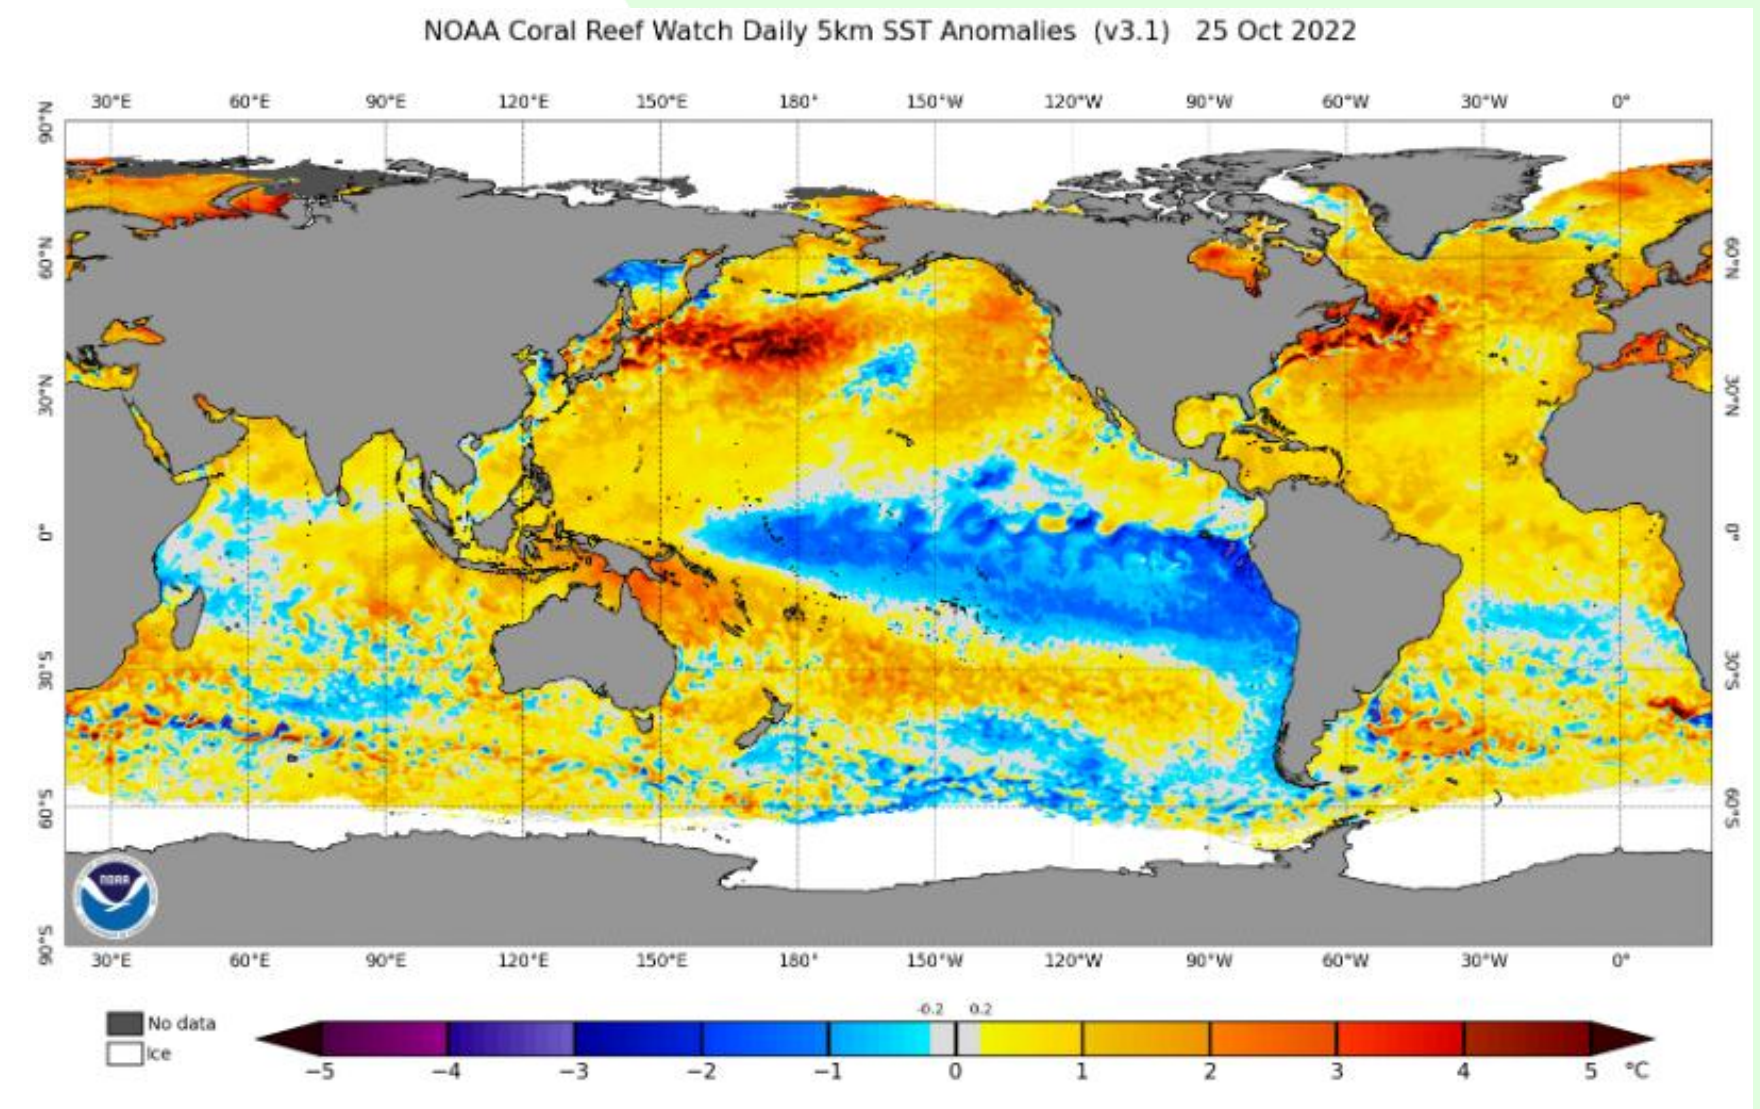 NOAA Coral Reef Watch Daily 5km SST Anomalies (v3.1) 25 Oct 2022
30°E 60°E 90°E 120°E 150°E 180° 150°W 120°W 90°W 60°W 30°W 0°
90°N
60°N 60°N
30°N 30°N
0° 0°
30°S 30°S
60°S 60°S
90°S
NOAA
30°E 60°E 90°E 120°E 150°E 180° 150°W 120°W 90°W 60°W 30°W 0°
-0.2 0.2
No data
Ice
−5 −4 −3 −2 −1 0 1 2 3 4 5 °C